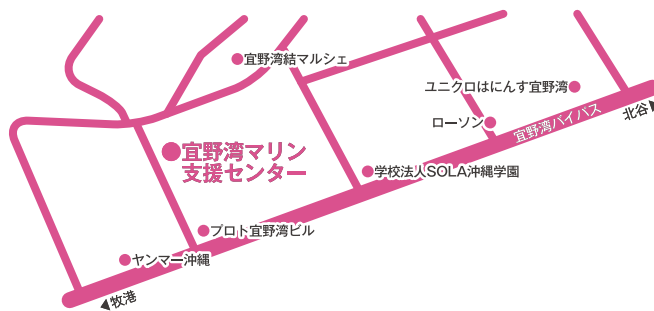 宜野湾結マルシェ
ユニクロはにんす宜野湾
北谷
ローソン
宜野湾バイパス
宜野湾マリン
支援センター
学校法人SOLA沖縄学園
プロト宜野湾ビル
ヤンマー沖縄
牧港